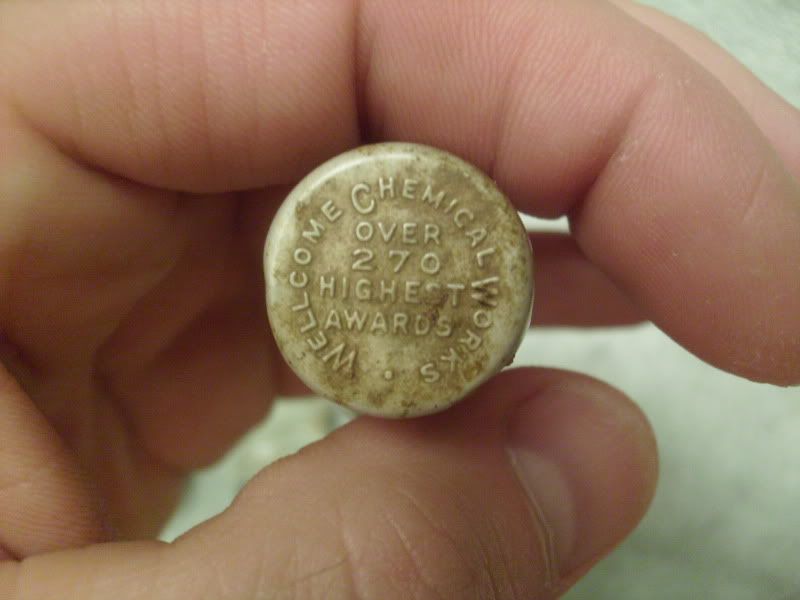 WELLCOME CHEMICAL WORKS
OVER
270
HIGHEST
AWARDS